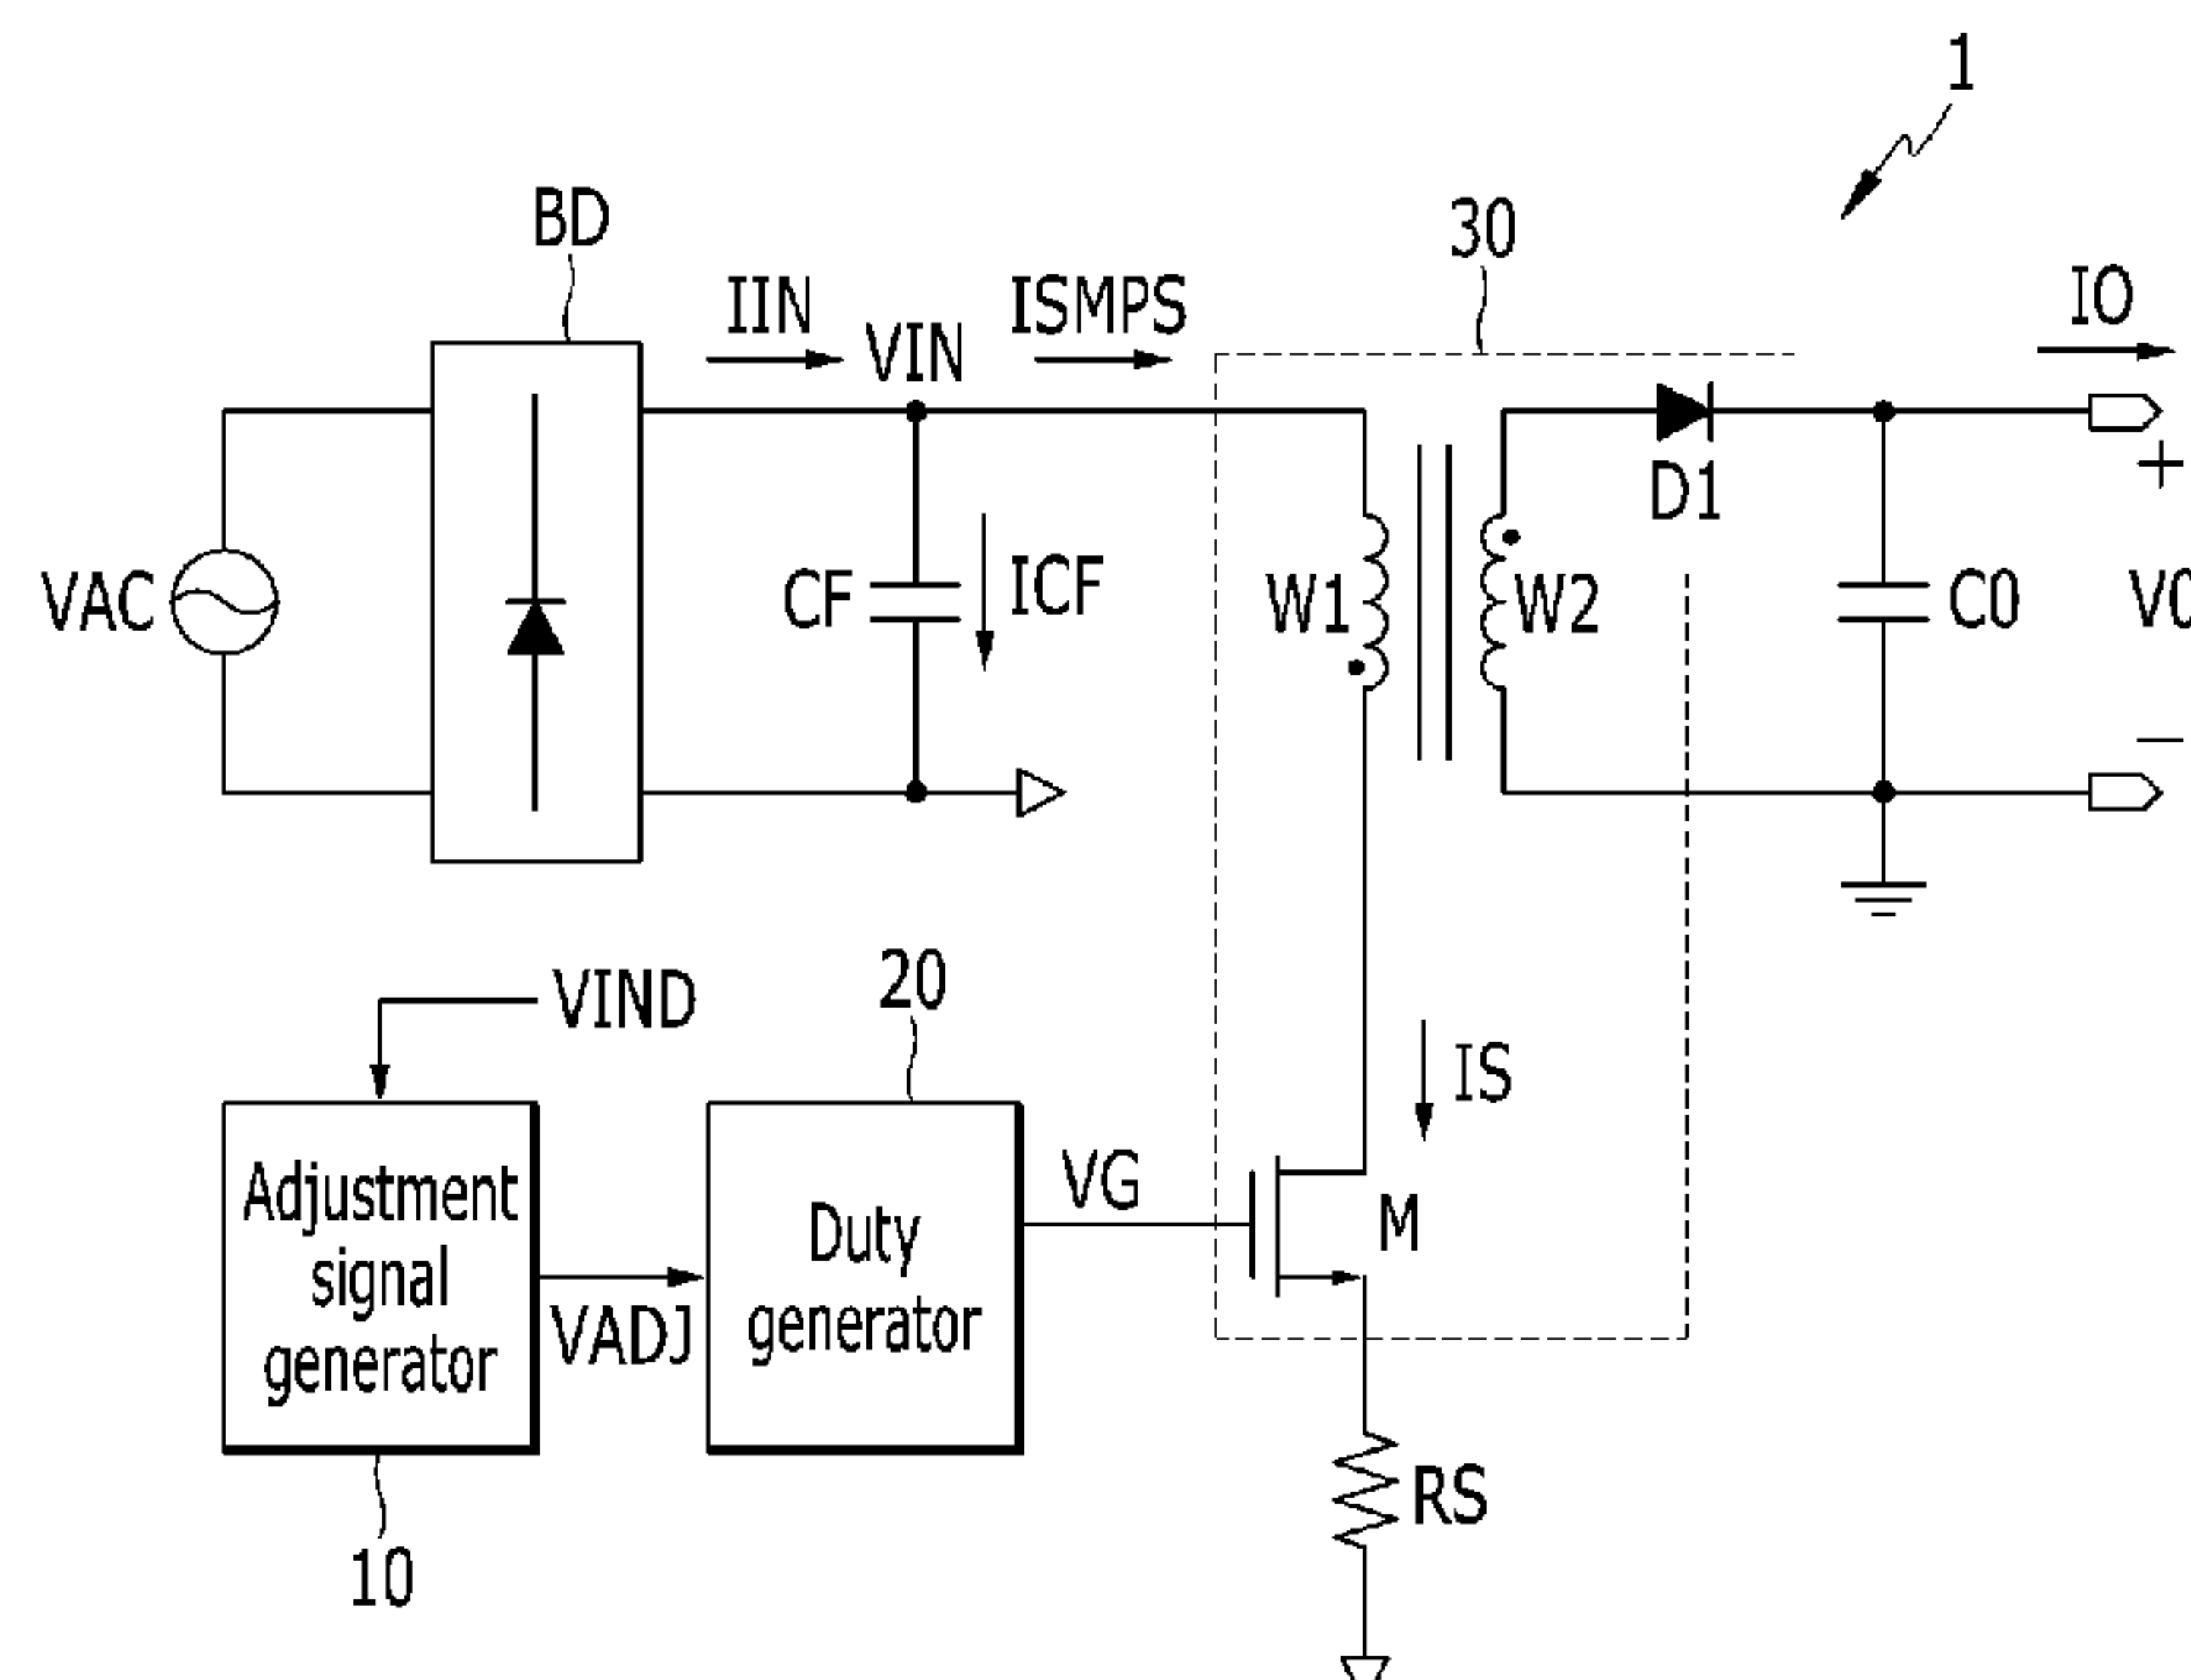 1
BD
30
IIN
VIN
ISMPS
IO
+
D1
VAC
CF
ICF
W1
W2
C0
−
VIND
20
IS
Adjustment
signal
generator
VADJ
Duty
generator
VG
M
RS
10